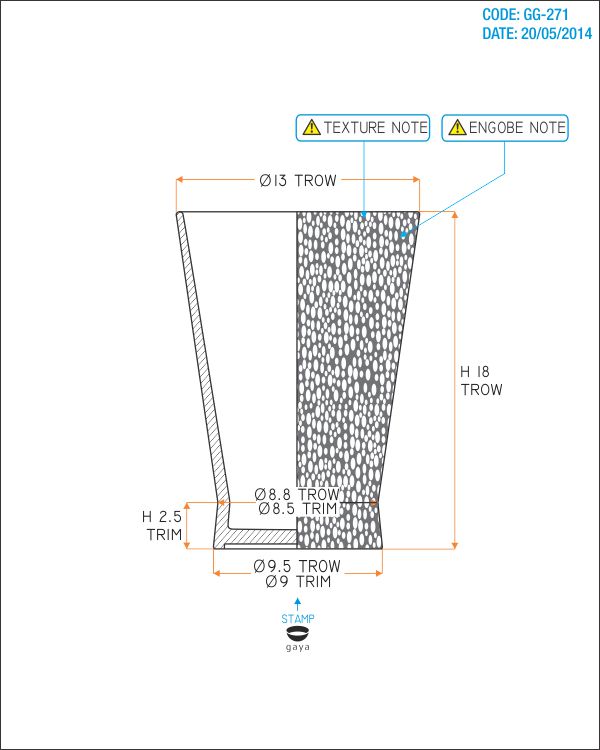 CODE: GG-271
DATE: 20/05/2014
TEXTURE NOTE
ENGOBE NOTE
Ø13 TROW
H 18
TROW
Ø8.8 TROW
Ø8.5 TRIM
H 2.5
TRIM
Ø9.5 TROW
Ø9 TRIM
STAMP
gaya